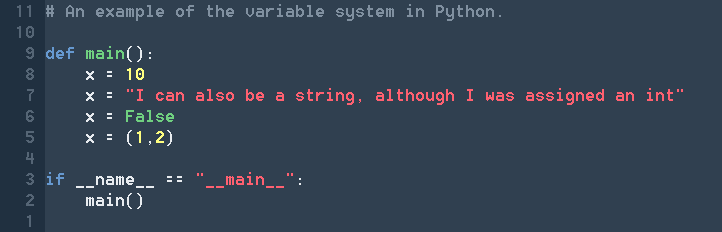 11 # An example of the variable system in Python.
10
9 def main():
8     x = 10
7     x = "I can also be a string, although I was assigned an int"
6     x = False
5     x = (1,2)
4
3 if __name__ == "__main__":
2     main()
1